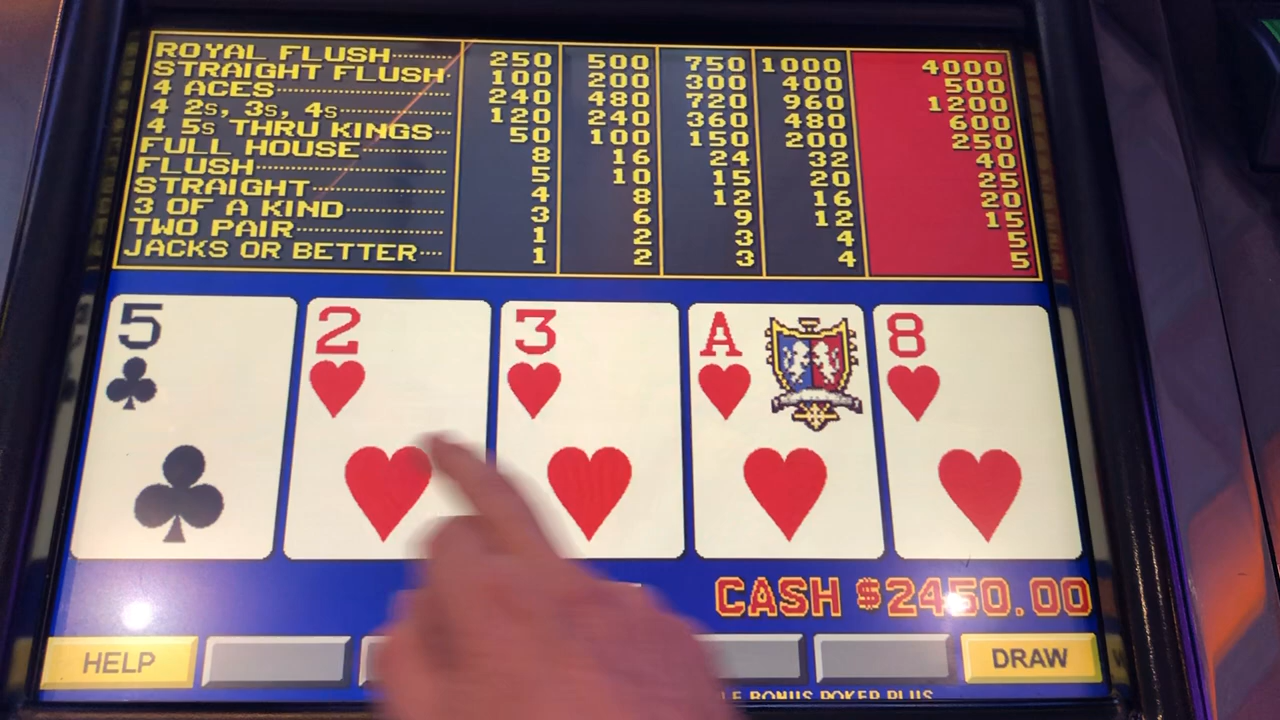 ROYAL FLUSH 250 500 750 1000 4000
STRAIGHT FLUSH 100 200 300 400 500
4 ACES 240 480 720 960 1200
4 2S, 3S, 4S 120 240 360 480 600
4 5S THRU KINGS 50 100 150 200 250
FULL HOUSE 8 16 24 32 40
FLUSH 5 10 15 20 25
STRAIGHT 4 8 12 16 20
3 OF A KIND 3 6 9 12 15
TWO PAIR 1 2 3 4 5
JACKS OR BETTER 1 2 3 4 5
5 2 3 A 8
CASH $2450.00
HELP DRAW
BONUS POKER PLUS